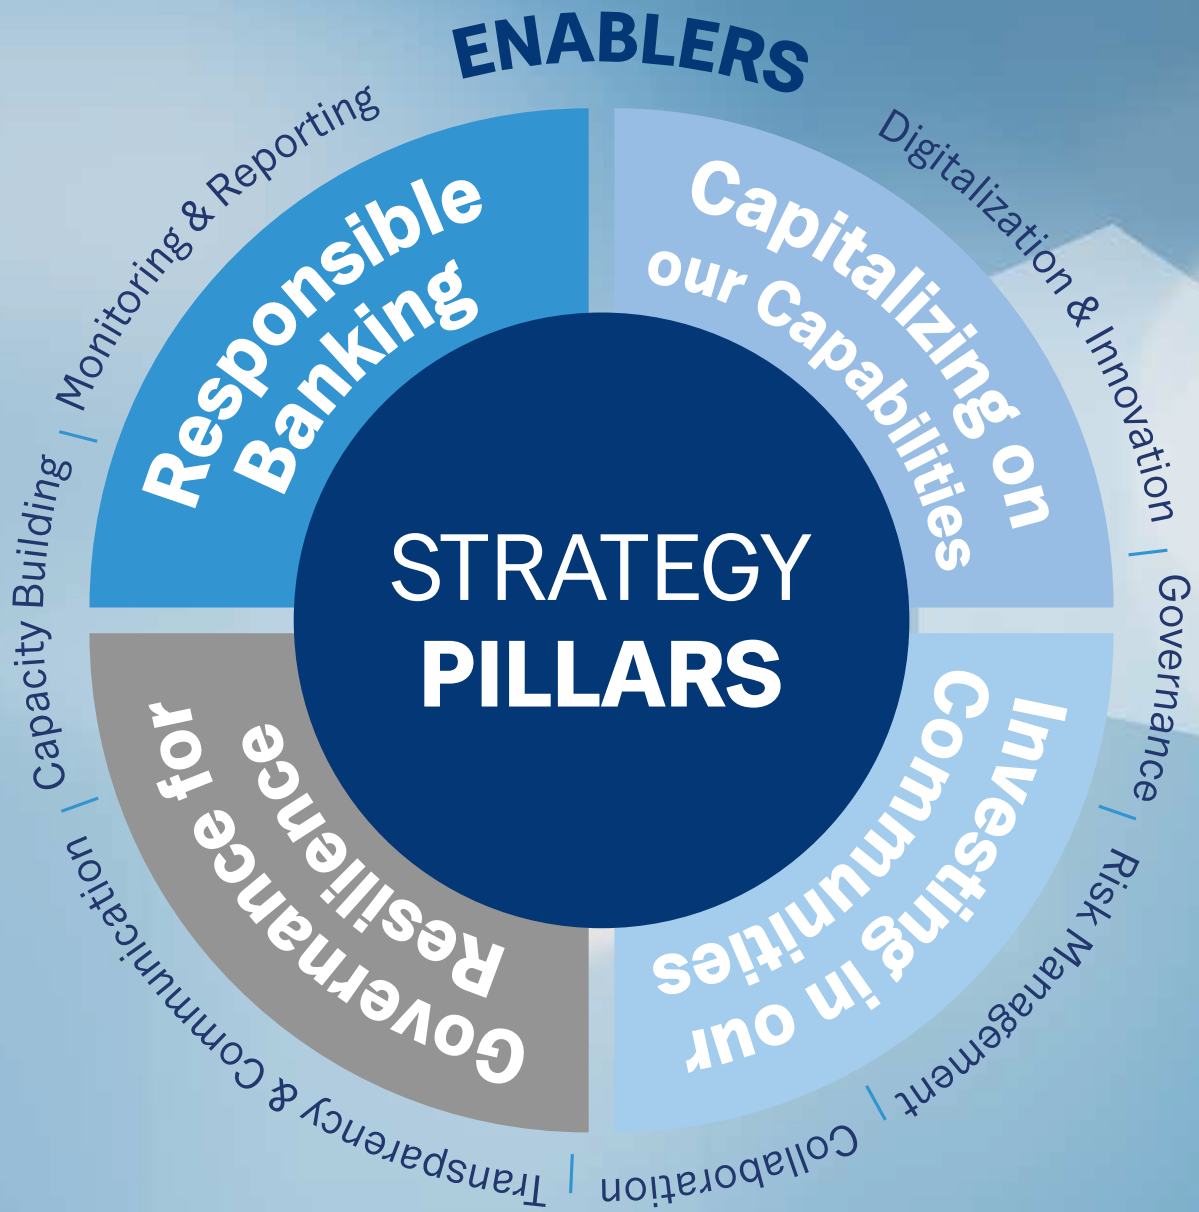 ENABLERS
Digitalization & Innovation | Governance | Risk Management | Collaboration | Transparency & Communication | Capacity Building | Monitoring & Reporting
Responsible
Banking
Capitalizing on
our Capabilities
Investing in our
Communities
Governance for
Resilience
STRATEGY
PILLARS